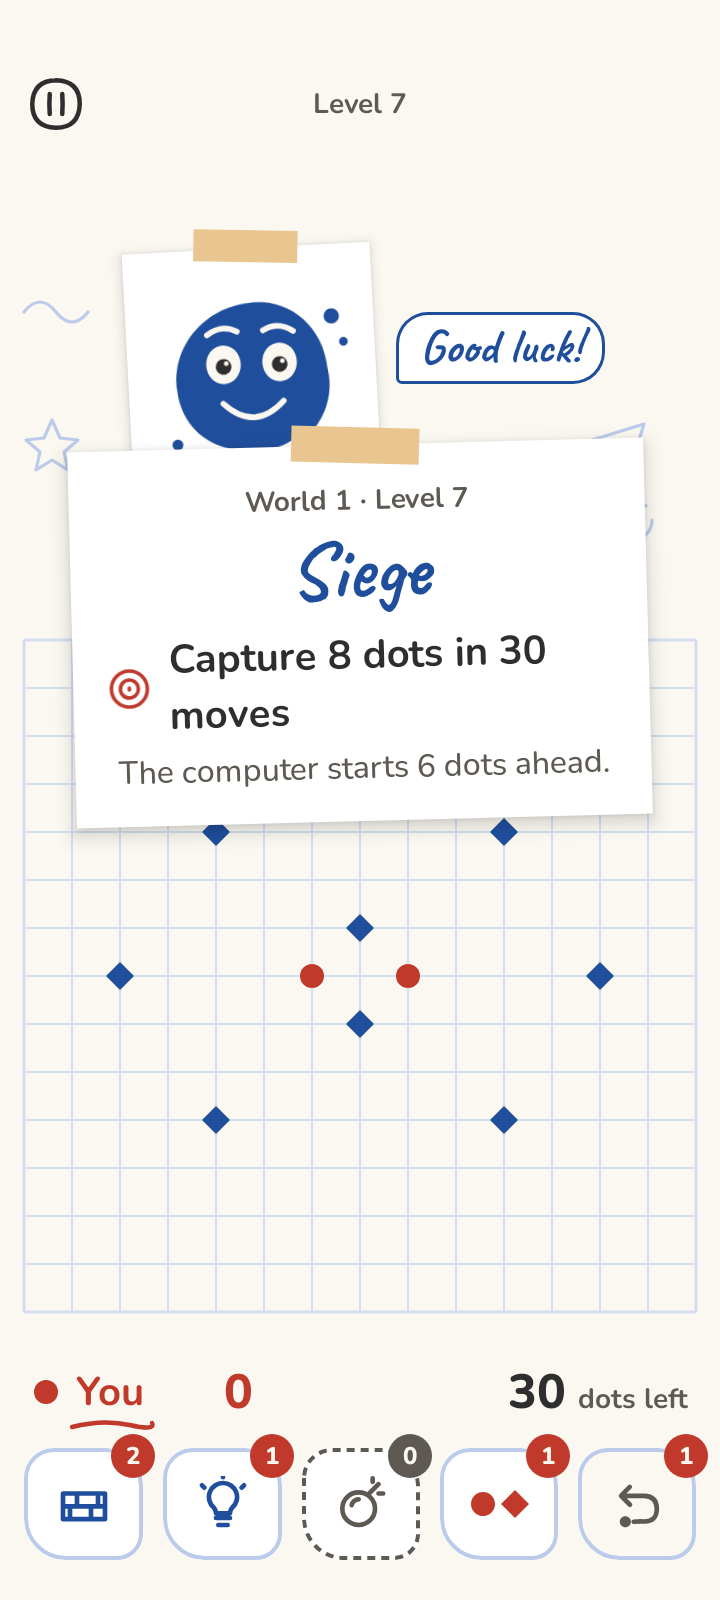 Level 7
Good luck!
World 1 · Level 7
Siege
Capture 8 dots in 30
moves
The computer starts 6 dots ahead.
You 0 30 dots left
2 1 0 1 1